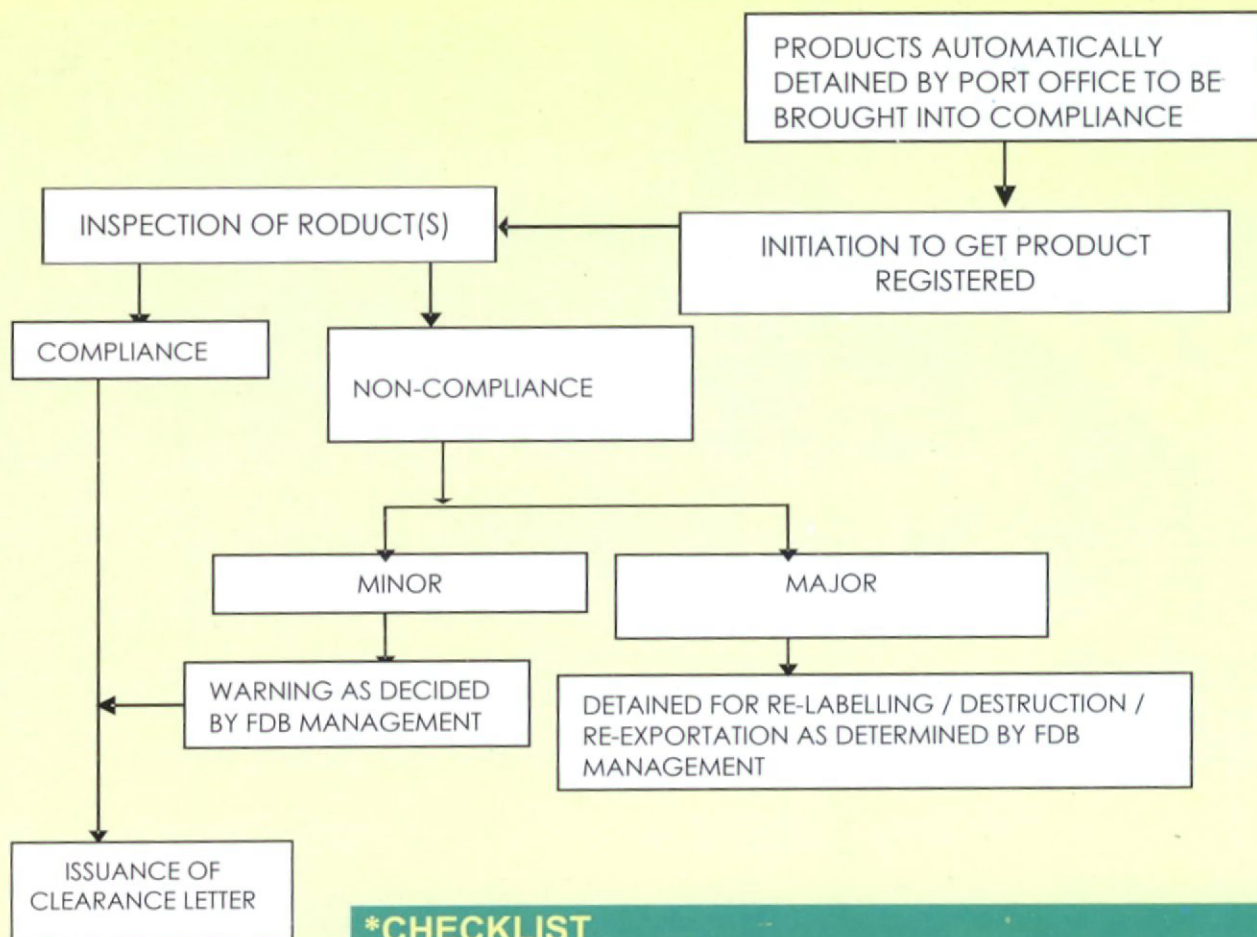 PRODUCTS AUTOMATICALLY
DETAINED BY PORT OFFICE TO BE
BROUGHT INTO COMPLIANCE
INSPECTION OF RODUCT(S)
INITIATION TO GET PRODUCT
REGISTERED
COMPLIANCE
NON-COMPLIANCE
MINOR
MAJOR
WARNING AS DECIDED
BY FDB MANAGEMENT
DETAINED FOR RE-LABELLING / DESTRUCTION /
RE-EXPORTATION AS DETERMINED BY FDB
MANAGEMENT
ISSUANCE OF
CLEARANCE LETTER
*CHECKLIST